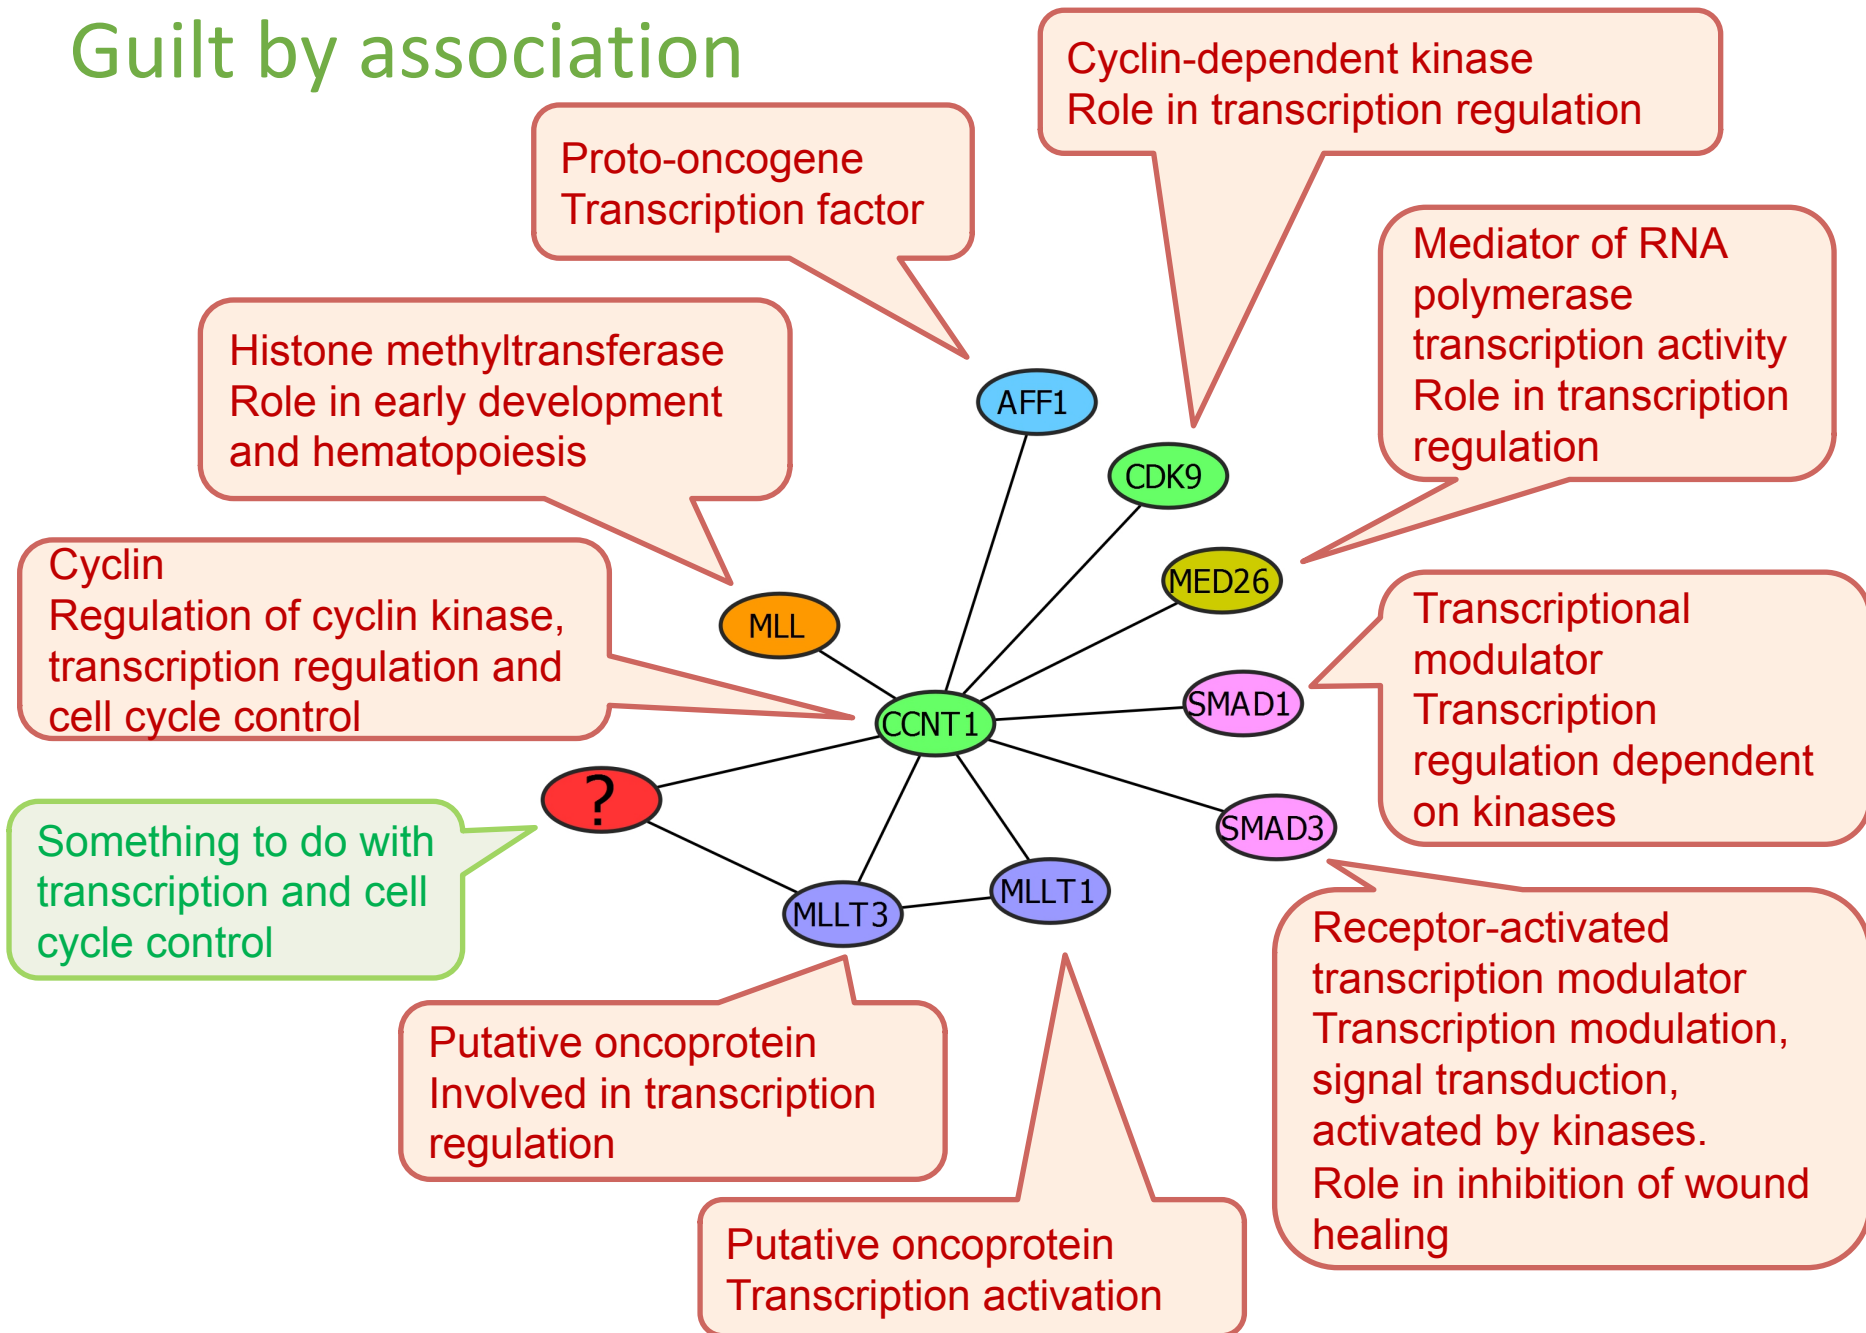 Guilt by association
Cyclin-dependent kinase
Role in transcription regulation
Proto-oncogene
Transcription factor
Mediator of RNA
polymerase
transcription activity
Role in transcription
regulation
Histone methyltransferase
Role in early development
and hematopoiesis
AFF1
CDK9
MED26
Cyclin
Regulation of cyclin kinase,
transcription regulation and
cell cycle control
MLL
Transcriptional
modulator
Transcription
regulation dependent
on kinases
SMAD1
CCNT1
?
SMAD3
Something to do with
transcription and cell
cycle control
MLLT3
MLLT1
Receptor-activated
transcription modulator
Transcription modulation,
signal transduction,
activated by kinases.
Role in inhibition of wound
healing
Putative oncoprotein
Involved in transcription
regulation
Putative oncoprotein
Transcription activation